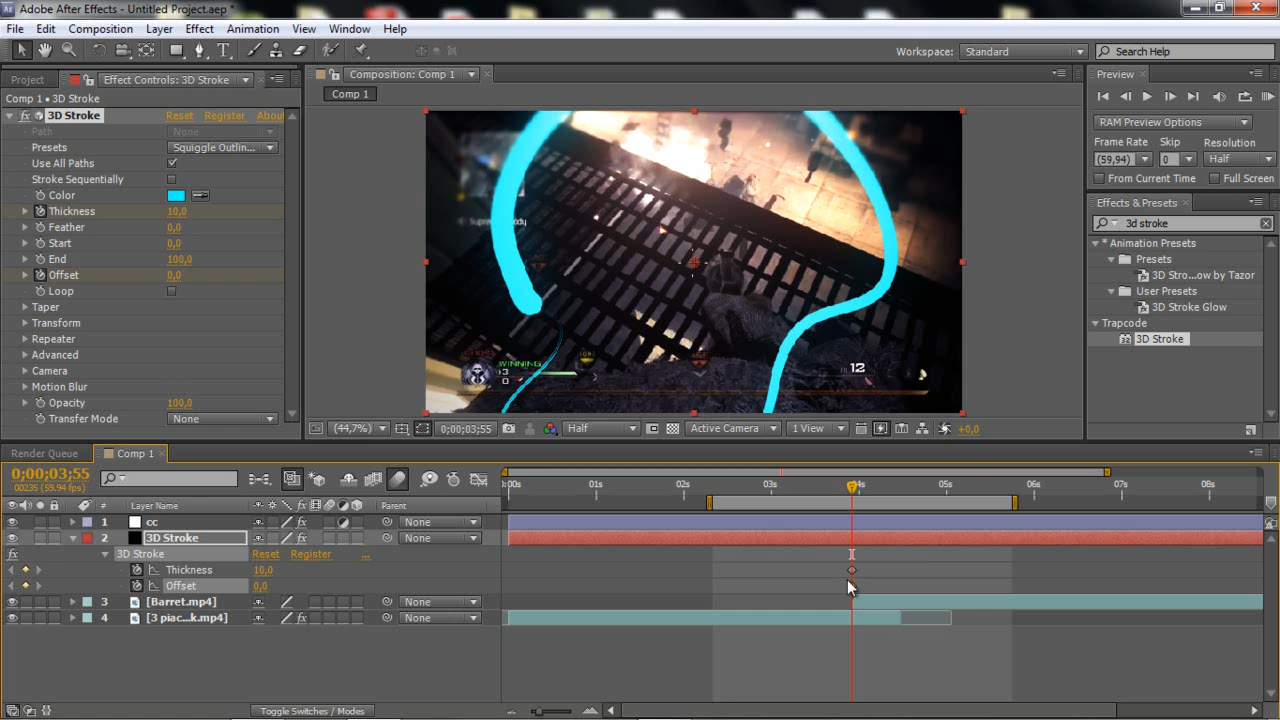 Adobe After Effects - Untitled Project.aep *
File Edit Composition Layer Effect Animation View Window Help
Workspace: Standard Search Help
Project Effect Controls: 3D Stroke
Comp 1 • 3D Stroke
fx 3D Stroke Reset Register About
Path None
Presets Squiggle Outlin...
Use All Paths
Stroke Sequentially
Color
Thickness 10,0
Feather 0,0
Start 0,0
End 100,0
Offset 0,0
Loop
Taper
Transform
Repeater
Advanced
Camera
Motion Blur
Opacity 100,0
Transfer Mode None
Composition: Comp 1
Comp 1
WINNING
3
0
12
(44,7%) 0;00;03;55 Half Active Camera 1 View +0,0
Preview
RAM Preview Options
Frame Rate Skip Resolution
(59,94) 0 Half
From Current Time Full Screen
Effects & Presets
3d stroke
* Animation Presets
Presets
3D Stro...ow by Tazor
User Presets
3D Stroke Glow
Trapcode
3D Stroke
Render Queue Comp 1
0;00;03;55
00235 (59.94 fps)
# Layer Name Parent
:00s 01s 02s 03s 4s 05s 06s 07s 08s
1 cc None
2 3D Stroke None
fx 3D Stroke Reset Register ...
Thickness 10,0
Offset 0,0
3 [Barret.mp4] None
4 [3 piac...k.mp4] None
Toggle Switches / Modes